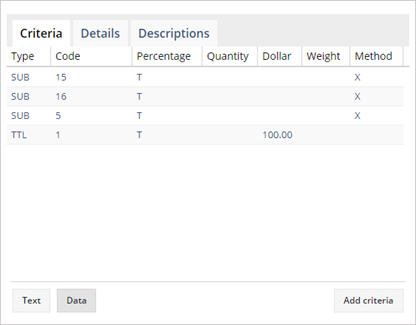 Criteria Details Descriptions
Type Code Percentage Quantity Dollar Weight Method
SUB 15 T X
SUB 16 T X
SUB 5 T X
TTL 1 T 100.00
Text Data Add criteria